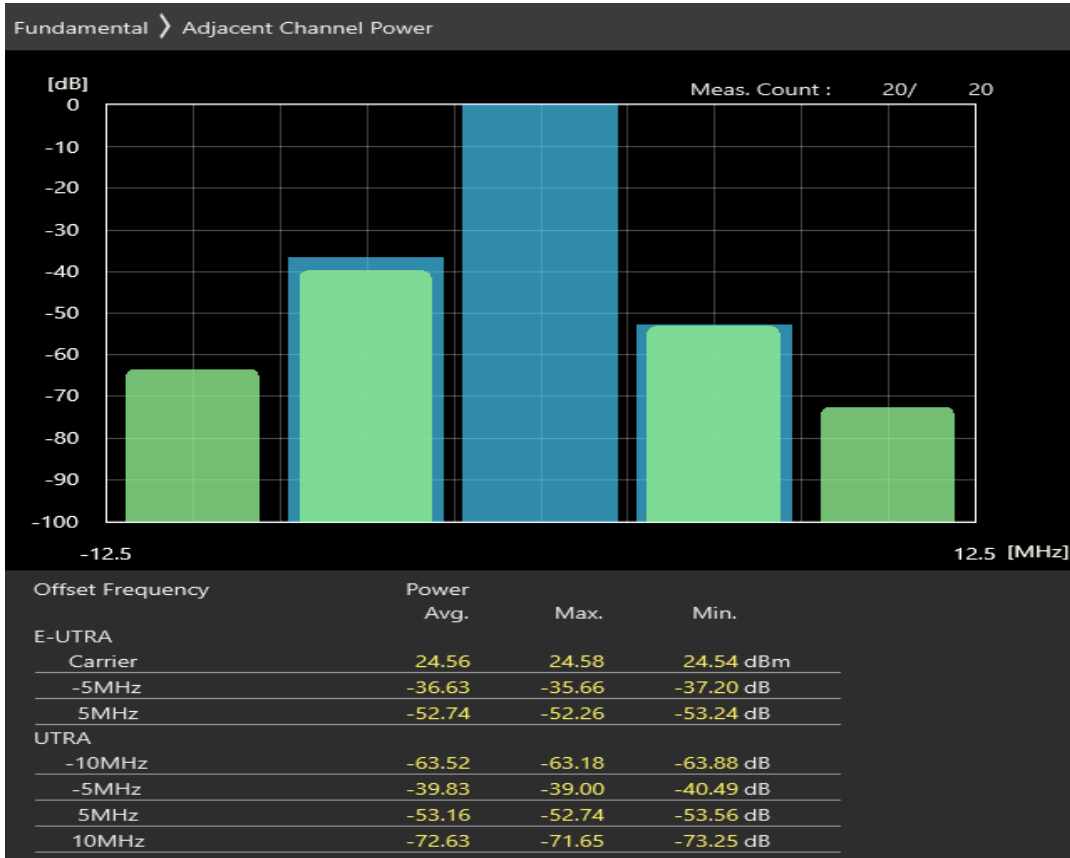 Fundamental 〉 Adjacent Channel Power
[dB]
Meas. Count : 20/ 20
0
-10
-20
-30
-40
-50
-60
-70
-80
-90
-100
-12.5 12.5 [MHz]
Offset Frequency Power
Avg. Max. Min.
E-UTRA
Carrier 24.56 24.58 24.54 dBm
-5MHz -36.63 -35.66 -37.20 dB
5MHz -52.74 -52.26 -53.24 dB
UTRA
-10MHz -63.52 -63.18 -63.88 dB
-5MHz -39.83 -39.00 -40.49 dB
5MHz -53.16 -52.74 -53.56 dB
10MHz -72.63 -71.65 -73.25 dB